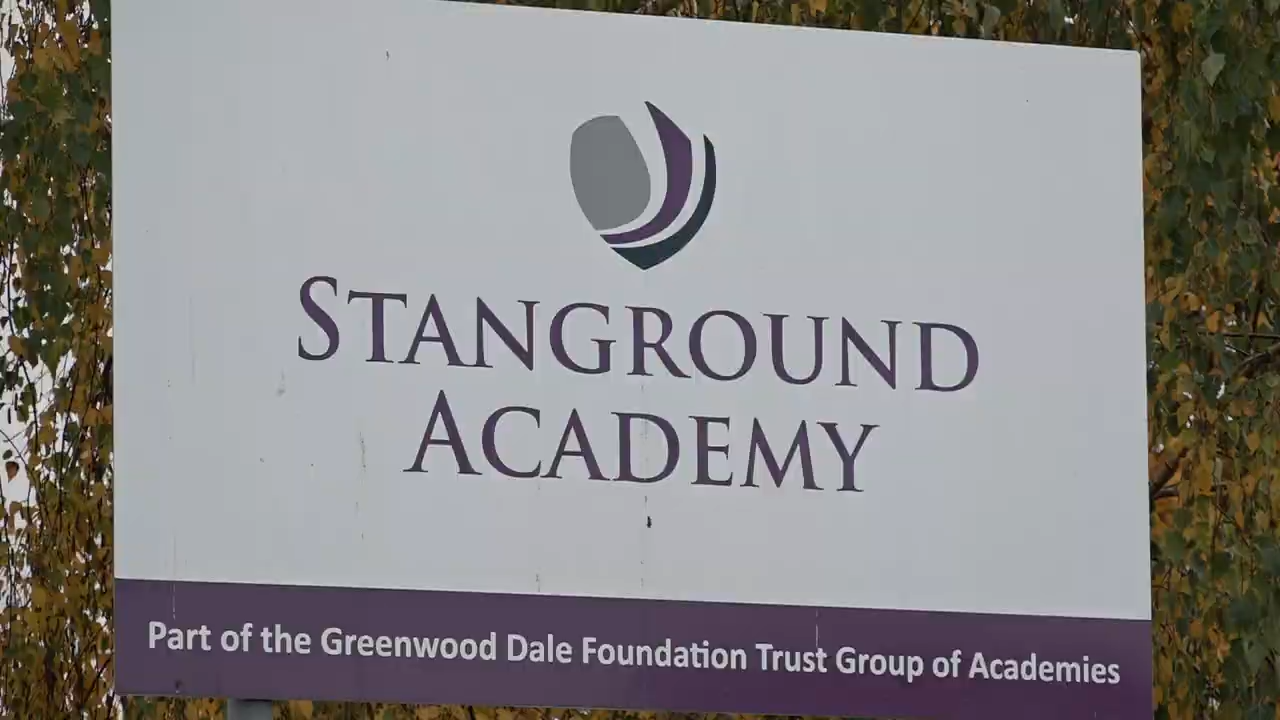 STANGROUND
ACADEMY
Part of the Greenwood Dale Foundation Trust Group of Academies